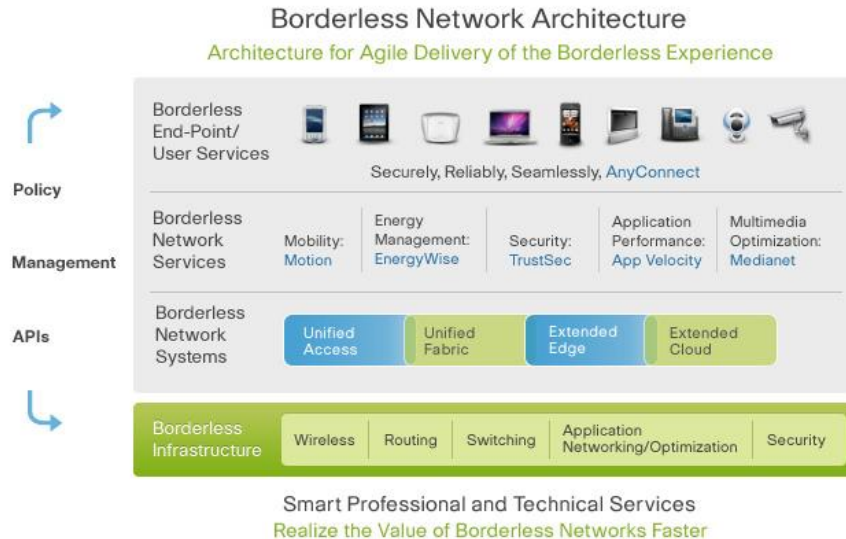 Borderless Network Architecture
Architecture for Agile Delivery of the Borderless Experience
Policy
Management
APIs
Borderless
End-Point/
User Services
Securely, Reliably, Seamlessly, AnyConnect
Borderless
Network
Services
Mobility:
Motion
Energy
Management:
EnergyWise
Security:
TrustSec
Application
Performance:
App Velocity
Multimedia
Optimization:
Medianet
Borderless
Network
Systems
Unified
Access
Unified
Fabric
Extended
Edge
Extended
Cloud
Borderless
Infrastructure
Wireless
Routing
Switching
Application
Networking/Optimization
Security
Smart Professional and Technical Services
Realize the Value of Borderless Networks Faster